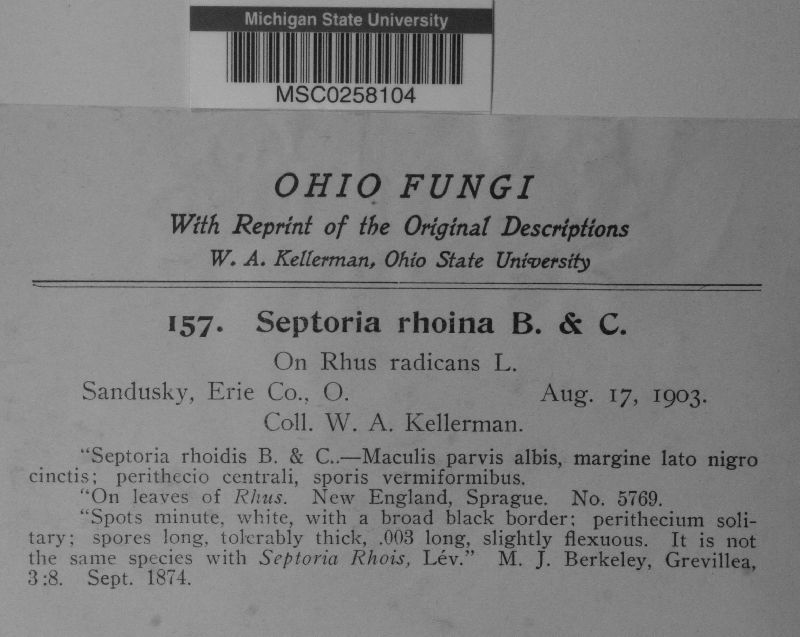 Michigan State University
MSC0258104
OHIO FUNGI
With Reprint of the Original Descriptions
W. A. Kellerman, Ohio State University
157. Septoria rhoina B. & C.
On Rhus radicans L.
Sandusky, Erie Co., O. Aug. 17, 1903.
Coll. W. A. Kellerman.
“Septoria rhoidis B. & C..—Maculis parvis albis, margine lato nigro
cinctis; perithecio centrali, sporis vermiformibus.
“On leaves of Rhus. New England, Sprague. No. 5769.
“Spots minute, white, with a broad black border; perithecium soli-
tary; spores long, tolerably thick, .003 long, slightly flexuous. It is not
the same species with Septoria Rhois, Lév.” M. J. Berkeley, Grevillea,
3:8. Sept. 1874.